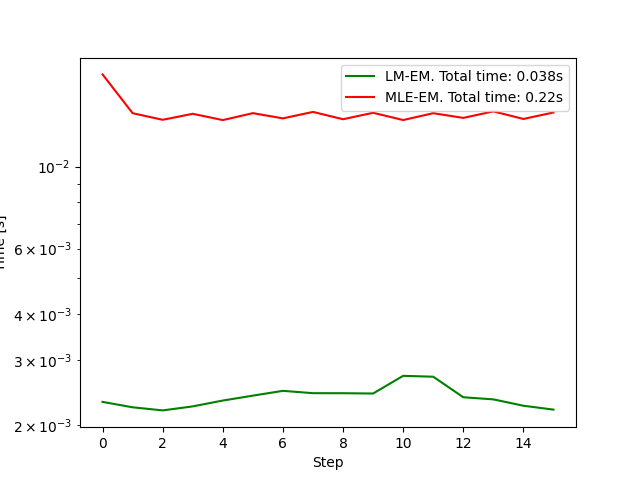 LM-EM. Total time: 0.038s
MLE-EM. Total time: 0.22s
10⁻²
6 × 10⁻³
4 × 10⁻³
3 × 10⁻³
2 × 10⁻³
0 2 4 6 8 10 12 14
Step